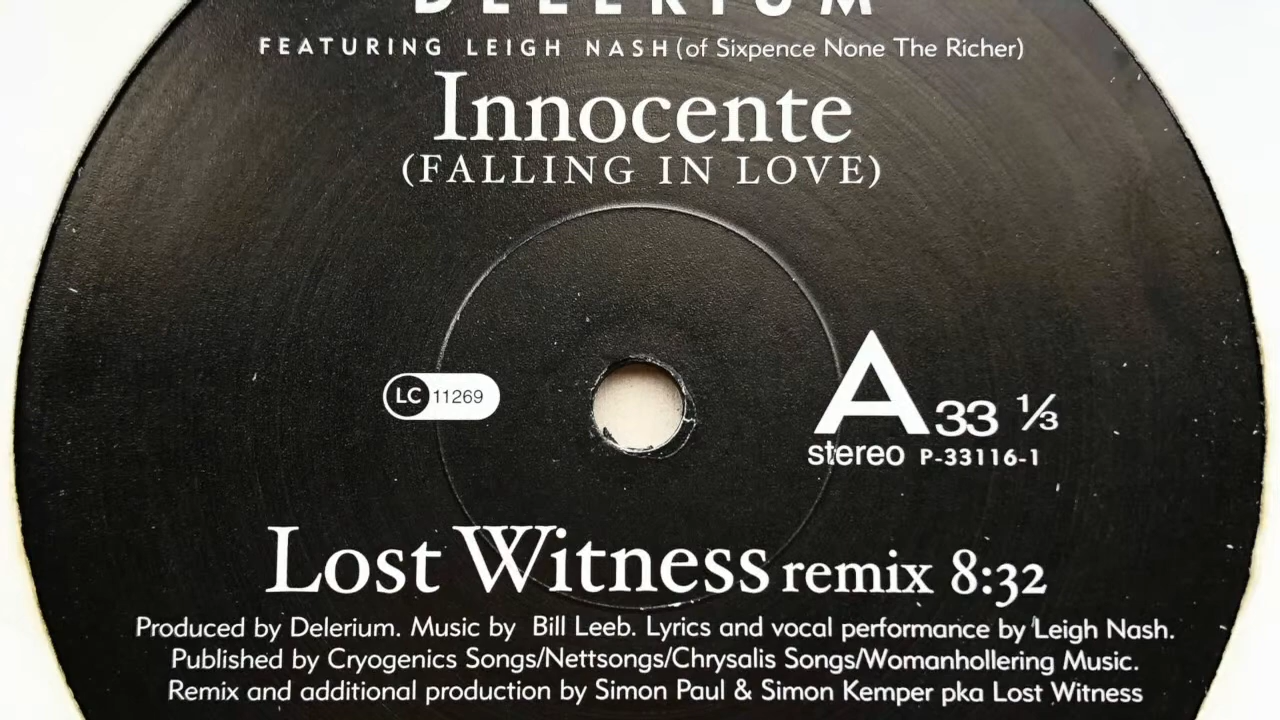 DELERIUM
FEATURING LEIGH NASH (of Sixpence None The Richer)
Innocente
(FALLING IN LOVE)
LC 11269
A 33 ⅓
stereo P-33116-1
Lost Witness remix 8:32
Produced by Delerium. Music by Bill Leeb. Lyrics and vocal performance by Leigh Nash.
Published by Cryogenics Songs/Nettsongs/Chrysalis Songs/Womanhollering Music.
Remix and additional production by Simon Paul & Simon Kemper pka Lost Witness